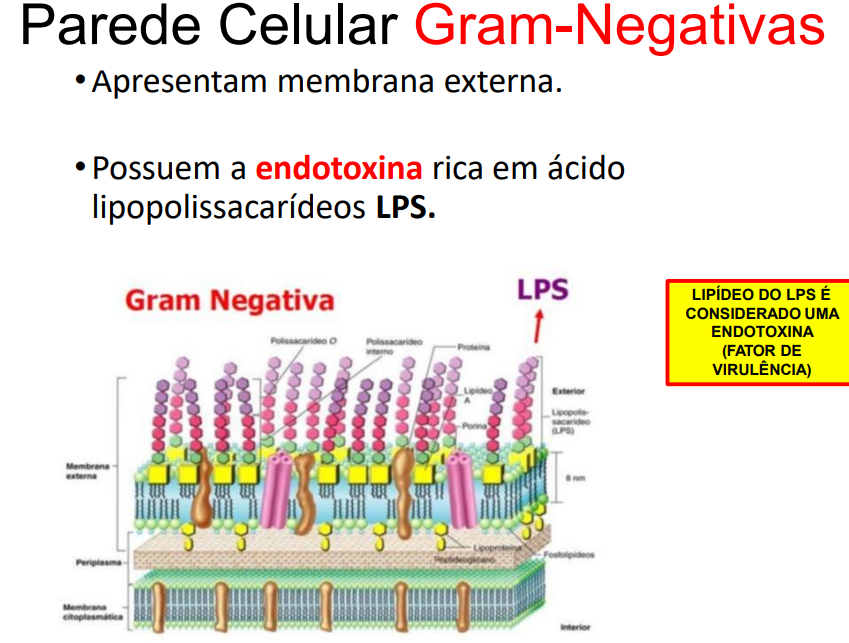 Parede Celular Gram-Negativas
•Apresentam membrana externa.
•Possuem a endotoxina rica em ácido
lipopolissacarídeos LPS.
Gram Negativa
LPS
LIPÍDEO DO LPS É
CONSIDERADO UMA
ENDOTOXINA
(FATOR DE
VIRULÊNCIA)
Polissacarídeo O
Polissacarídeo
interno
Proteína
Lipídeo
A
Porina
Exterior
Lipopolis-
sacarídeo
(LPS)
Membrana
externa
8 nm
Lipoproteína
Fosfolipídeos
Peptideoglicano
Periplasma
Membrana
citoplasmática
Interior